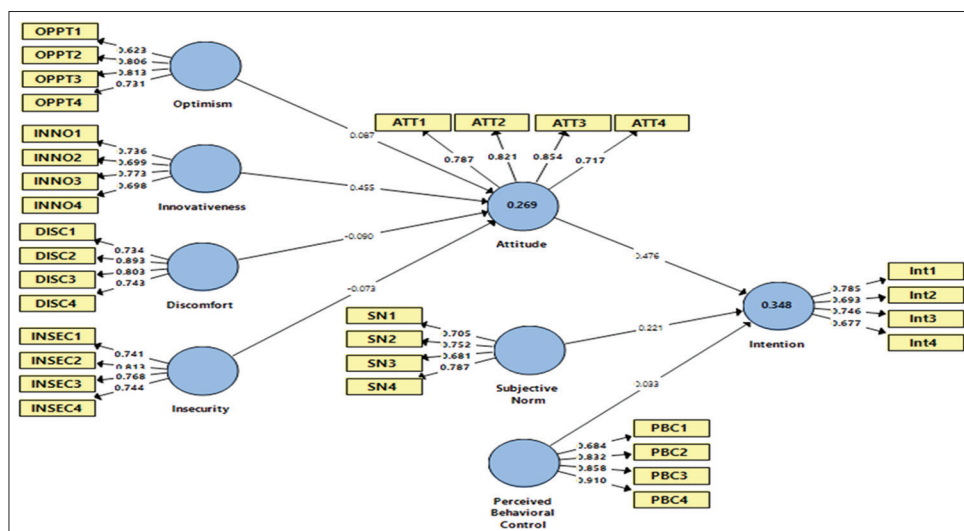 OPPT1
OPPT2
OPPT3
OPPT4
0.623
0.806
0.813
0.731
Optimism
INNO1
INNO2
INNO3
INNO4
0.736
0.699
0.773
0.698
Innovativeness
DISC1
DISC2
DISC3
DISC4
0.734
0.893
0.803
0.743
Discomfort
INSEC1
INSEC2
INSEC3
INSEC4
0.741
0.813
0.768
0.744
Insecurity
0.455
-0.090
-0.073
ATT1
ATT2
ATT3
ATT4
0.787
0.821
0.854
0.717
0.269
Attitude
0.476
SN1
SN2
SN3
SN4
0.705
0.752
0.681
0.787
Subjective
Norm
0.221
0.033
PBC1
PBC2
PBC3
PBC4
0.684
0.832
0.858
0.910
Perceived
Behavioral
Control
0.348
Intention
Int1
Int2
Int3
Int4
0.785
0.693
0.746
0.677